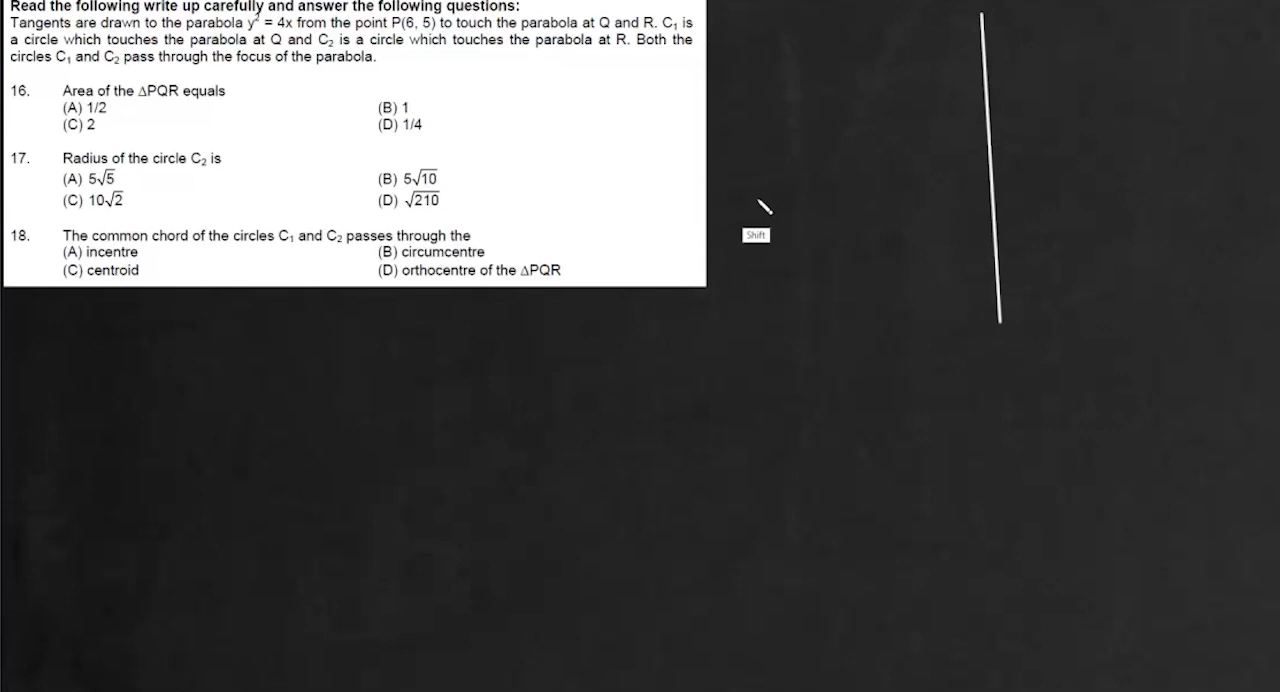 Read the following write up carefully and answer the following questions:
Tangents are drawn to the parabola y² = 4x from the point P(6, 5) to touch the parabola at Q and R. C₁ is
a circle which touches the parabola at Q and C₂ is a circle which touches the parabola at R. Both the
circles C₁ and C₂ pass through the focus of the parabola.
16. Area of the ΔPQR equals
(A) 1/2 (B) 1
(C) 2 (D) 1/4
17. Radius of the circle C₂ is
(A) 5√5 (B) 5√10
(C) 10√2 (D) √210
18. The common chord of the circles C₁ and C₂ passes through the
(A) incentre (B) circumcentre
(C) centroid (D) orthocentre of the ΔPQR
Shift